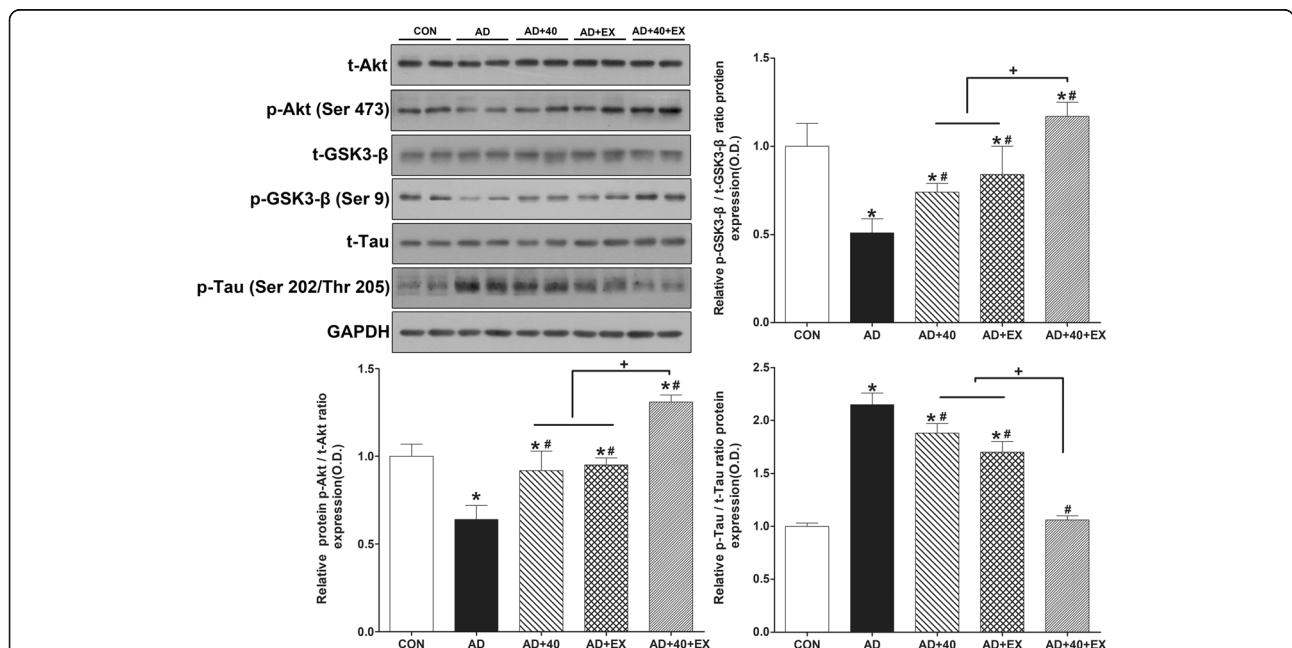 CON AD AD+40 AD+EX AD+40+EX
t-Akt
p-Akt (Ser 473)
t-GSK3-β
p-GSK3-β (Ser 9)
t-Tau
p-Tau (Ser 202/Thr 205)
GAPDH
Relative p-GSK3-β / t-GSK3-β ratio protien
expression(O.D.)
1.5
1.0
0.5
0.0
*
* #
* #
+
* #
CON AD AD+40 AD+EX AD+40+EX
Relative protein p-Akt / t-Akt ratio
expression(O.D.)
1.5
1.0
0.5
0.0
*
* #
* #
+
* #
CON AD AD+40 AD+EX AD+40+EX
Relative p-Tau / t-Tau ratio protein
expression(O.D.)
2.5
2.0
1.5
1.0
0.5
0.0
*
* #
* #
+
#
CON AD AD+40 AD+EX AD+40+EX